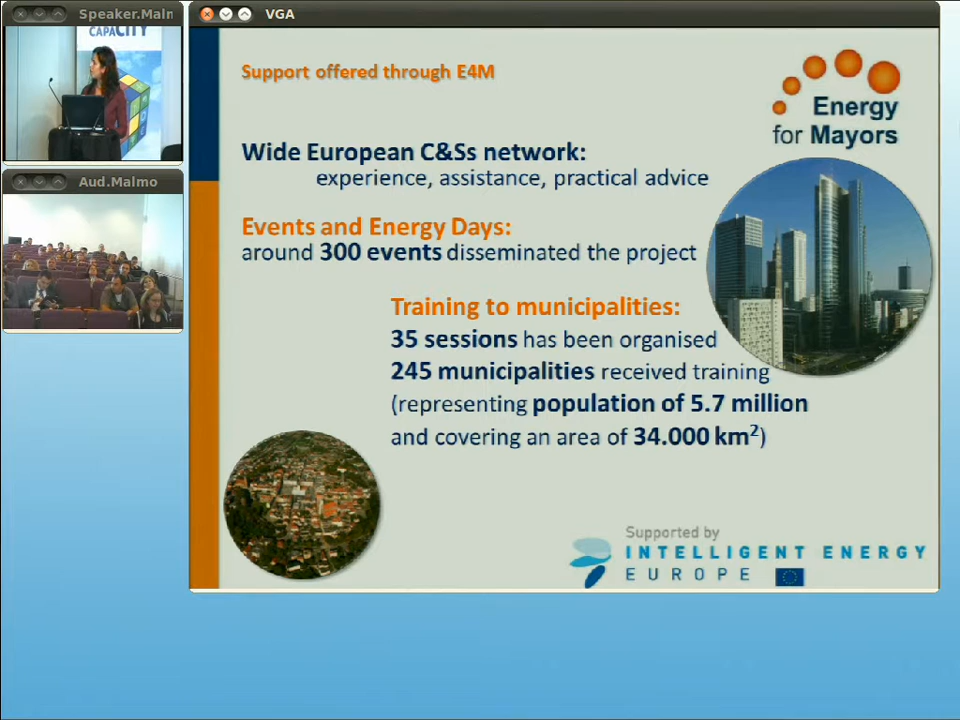 Speaker.Malm
VGA
CAPACITY
Support offered through E4M
Energy
for Mayors
Wide European C&Ss network:
experience, assistance, practical advice
Aud.Malmo
Events and Energy Days:
around 300 events disseminated the project
Training to municipalities:
35 sessions has been organised
245 municipalities received training
(representing population of 5.7 million
and covering an area of 34.000 km²)
Supported by
INTELLIGENT ENERGY
EUROPE